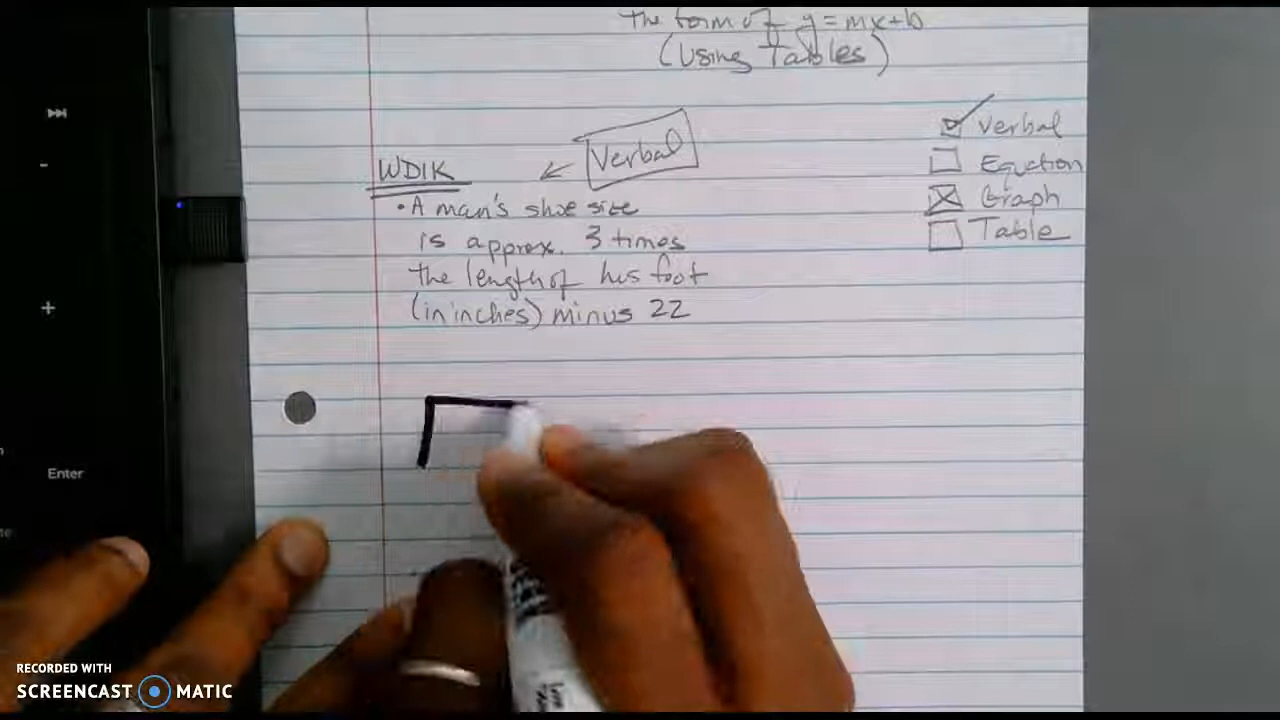 The form of y = mx + b
(Using Tables)
Verbal
WDIK
• A man's shoe size
is approx. 3 times
the length of his foot
(in inches) minus 22
Verbal
Equation
Graph
Table
Enter
RECORDED WITH
SCREENCAST MATIC